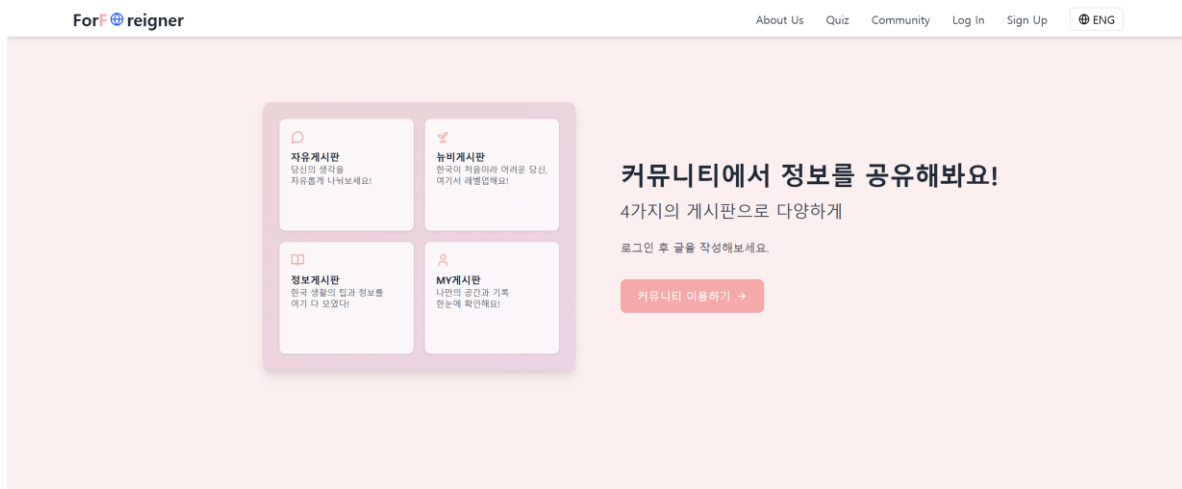 ForF reigner
About Us Quiz Community Log In Sign Up ENG
자유게시판
당신의 생각을
자유롭게 나눠보세요!
뉴비게시판
한국이 처음이라 어려운 당신,
여기서 레벨업해요!
정보게시판
한국 생활의 팁과 정보를
여기 다 모였다!
MY게시판
나만의 공간과 기록
한눈에 확인해요!
커뮤니티에서 정보를 공유해봐요!
4가지의 게시판으로 다양하게
로그인 후 글을 작성해보세요.
커뮤니티 이용하기 →